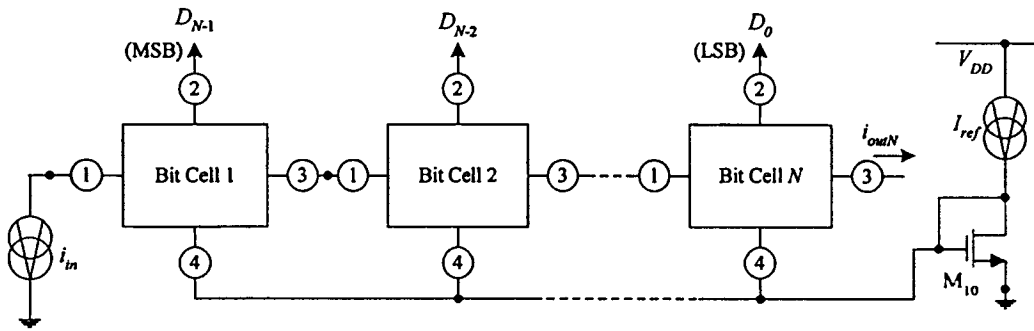 D_{N-1} D_{N-2} D_0
(MSB) (LSB)
V_{DD}
2 2 2
I_{ref}
i_{outN}
1 Bit Cell 1 3 1 Bit Cell 2 3 1 Bit Cell N 3
i_{in}
4 4 4
M_{10}